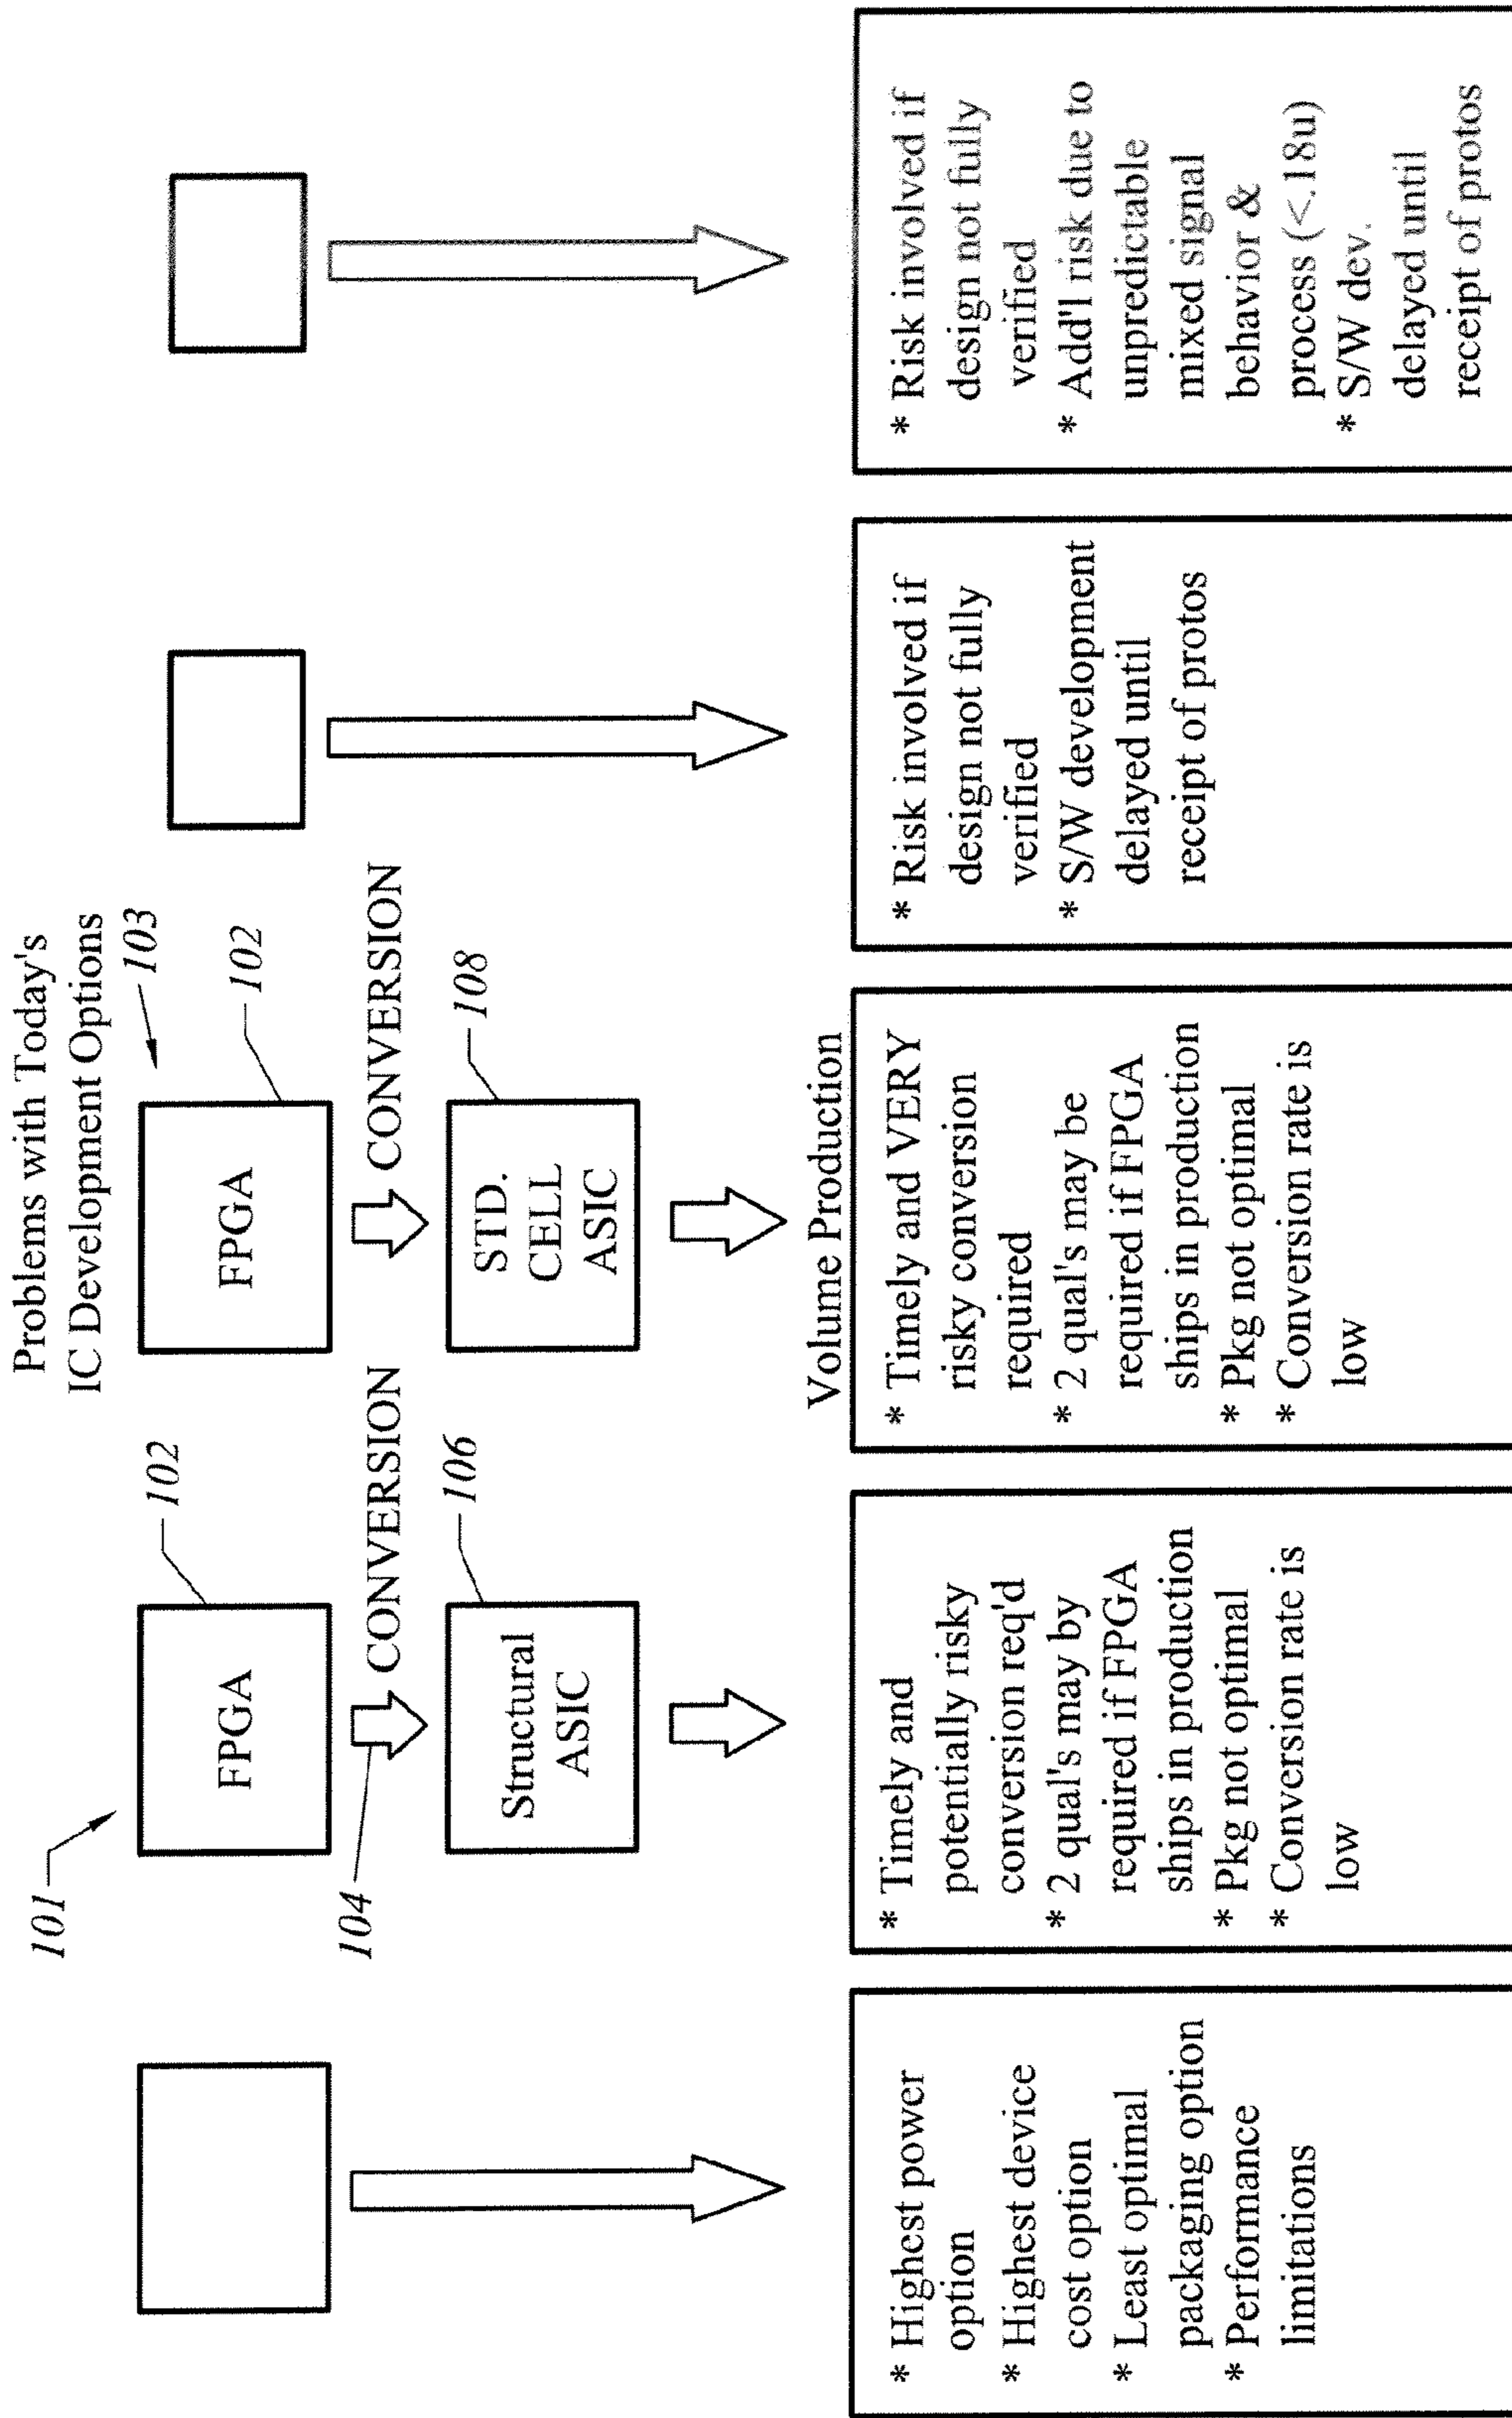 Problems with Today's
IC Development Options
101
102
103
102
FPGA
FPGA
104
CONVERSION
CONVERSION
106
108
Structural
ASIC
STD.
CELL
ASIC
Volume Production
* Highest power
option
* Highest device
cost option
* Least optimal
packaging option
* Performance
limitations
* Timely and
potentially risky
conversion req'd
* 2 qual's may by
required if FPGA
ships in production
* Pkg not optimal
* Conversion rate is
low
* Timely and VERY
risky conversion
required
* 2 qual's may be
required if FPGA
ships in production
* Pkg not optimal
* Conversion rate is
low
* Risk involved if
design not fully
verified
* S/W development
delayed until
receipt of protos
* Risk involved if
design not fully
verified
* Add'l risk due to
unpredictable
mixed signal
behavior &
process (<.18u)
* S/W dev.
delayed until
receipt of protos